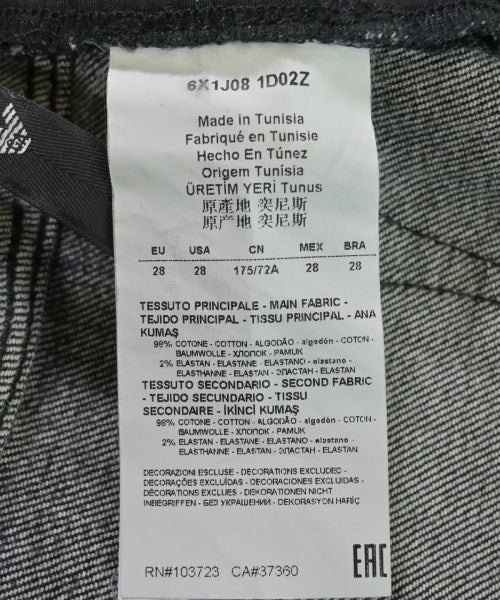 6X1J08 1D02Z
Made in Tunisia
Fabriqué en Tunisie
Hecho En Túnez
Origem Tunísia
ÜRETİM YERİ Tunus
原產地 突尼斯
原产地 突尼斯
EU USA CN MEX BRA
28 28 175/72A 28 28
TESSUTO PRINCIPALE - MAIN FABRIC -
TEJIDO PRINCIPAL - TISSU PRINCIPAL - ANA
KUMAŞ
98% COTONE - COTTON - ALGODÃO - algodón - COTON -
BAUMWOLLE - ХЛОПОК - PAMUK
2% ELASTAN - ELASTANE - ELASTANO - elastano -
ELASTHANNE - ELASTHAN - ЭЛАСТАН - ELASTAN
TESSUTO SECONDARIO - SECOND FABRIC
- TEJIDO SECUNDARIO - TISSU
SECONDAIRE - İKİNCİ KUMAŞ
98% COTONE - COTTON - ALGODÃO - algodón - COTON -
BAUMWOLLE - ХЛОПОК - PAMUK
2% ELASTAN - ELASTANE - ELASTANO - elastano -
ELASTHANNE - ELASTHAN - ЭЛАСТАН - ELASTAN
DECORAZIONI ESCLUSE - DECORATIONS EXCLUDED -
DECORAÇÕES EXCLUÍDAS - DECORACIONES EXCLUIDAS -
DÉCORATIONS EXCLUES - DEKORATIONEN NICHT
INBEGRIFFEN - БЕЗ УКРАШЕНИЙ - DEKORASYON HARİÇ
RN#103723 CA#37360 EAC